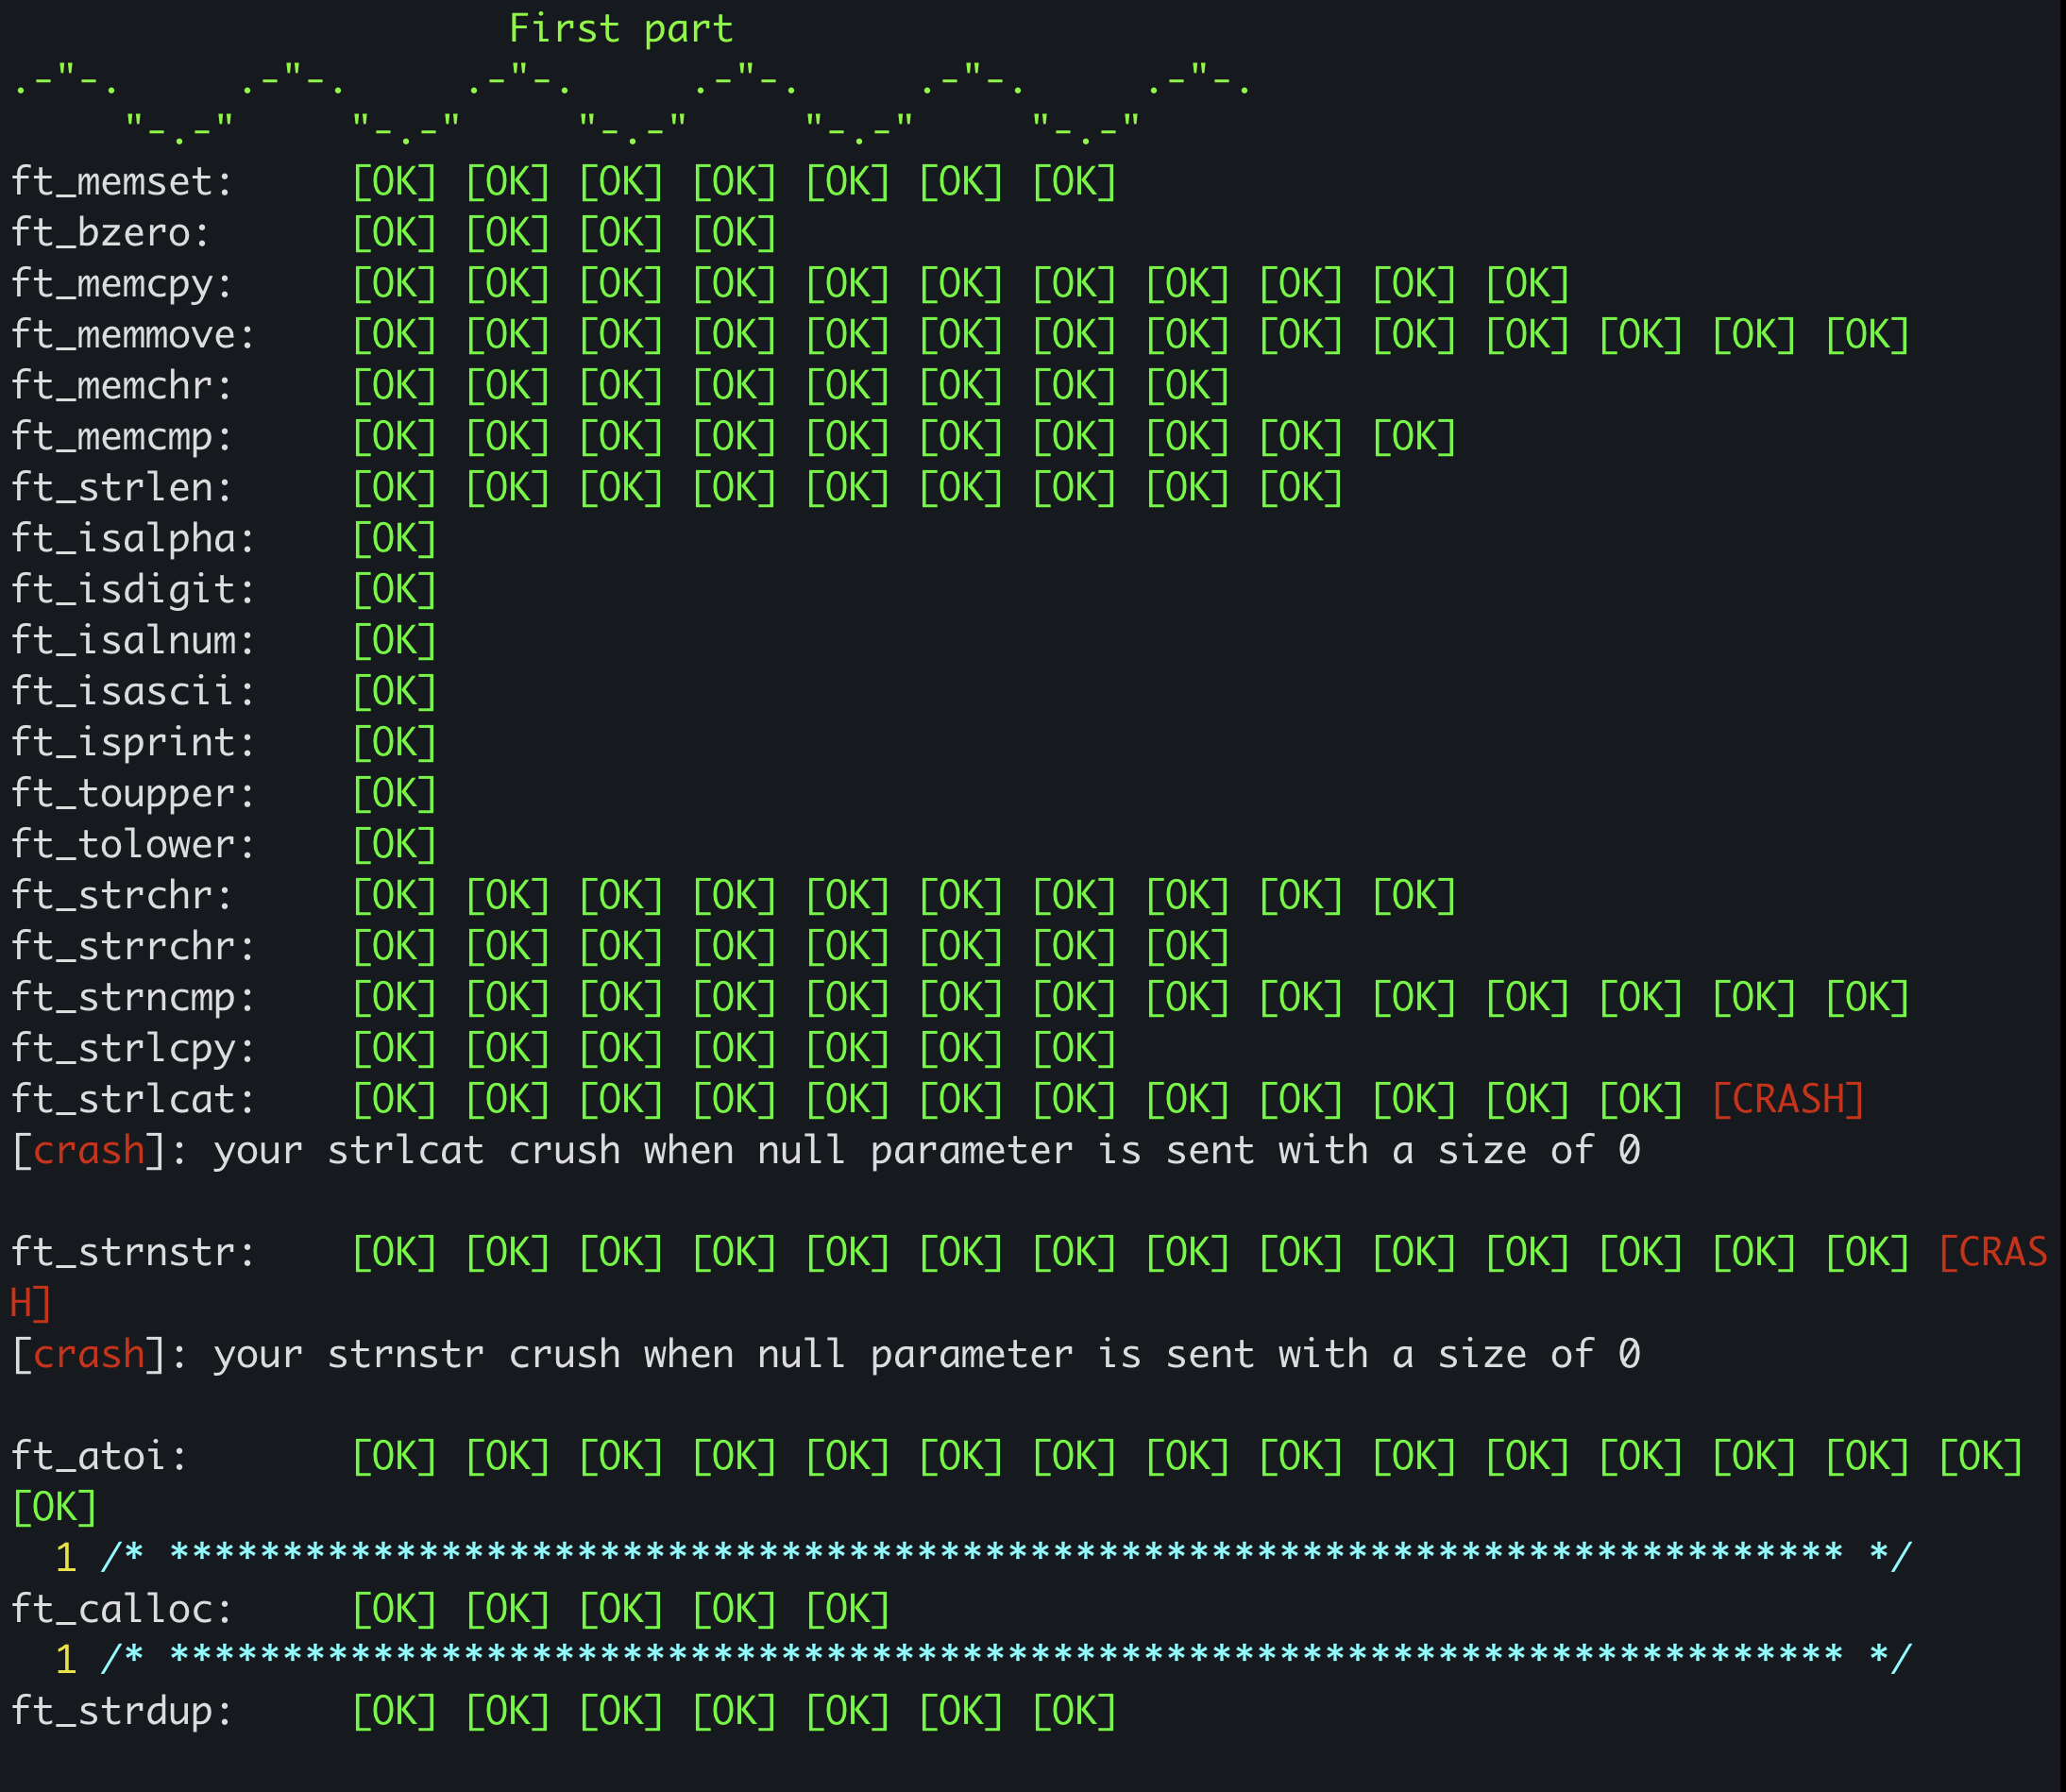 First part
.-"-.     .-"-.     .-"-.     .-"-.     .-"-.     .-"-.
     "-.-"     "-.-"     "-.-"     "-.-"     "-.-"
ft_memset: [OK] [OK] [OK] [OK] [OK] [OK] [OK]
ft_bzero: [OK] [OK] [OK] [OK]
ft_memcpy: [OK] [OK] [OK] [OK] [OK] [OK] [OK] [OK] [OK] [OK] [OK]
ft_memmove: [OK] [OK] [OK] [OK] [OK] [OK] [OK] [OK] [OK] [OK] [OK] [OK] [OK] [OK]
ft_memchr: [OK] [OK] [OK] [OK] [OK] [OK] [OK] [OK]
ft_memcmp: [OK] [OK] [OK] [OK] [OK] [OK] [OK] [OK] [OK] [OK]
ft_strlen: [OK] [OK] [OK] [OK] [OK] [OK] [OK] [OK] [OK]
ft_isalpha: [OK]
ft_isdigit: [OK]
ft_isalnum: [OK]
ft_isascii: [OK]
ft_isprint: [OK]
ft_toupper: [OK]
ft_tolower: [OK]
ft_strchr: [OK] [OK] [OK] [OK] [OK] [OK] [OK] [OK] [OK] [OK]
ft_strrchr: [OK] [OK] [OK] [OK] [OK] [OK] [OK] [OK]
ft_strncmp: [OK] [OK] [OK] [OK] [OK] [OK] [OK] [OK] [OK] [OK] [OK] [OK] [OK] [OK]
ft_strlcpy: [OK] [OK] [OK] [OK] [OK] [OK] [OK]
ft_strlcat: [OK] [OK] [OK] [OK] [OK] [OK] [OK] [OK] [OK] [OK] [OK] [OK] [CRASH]
[crash]: your strlcat crush when null parameter is sent with a size of 0
ft_strnstr: [OK] [OK] [OK] [OK] [OK] [OK] [OK] [OK] [OK] [OK] [OK] [OK] [OK] [OK] [CRAS
H]
[crash]: your strnstr crush when null parameter is sent with a size of 0
ft_atoi: [OK] [OK] [OK] [OK] [OK] [OK] [OK] [OK] [OK] [OK] [OK] [OK] [OK] [OK] [OK]
[OK]
1 /* ************************************************************************** */
ft_calloc: [OK] [OK] [OK] [OK] [OK]
1 /* ************************************************************************** */
ft_strdup: [OK] [OK] [OK] [OK] [OK] [OK] [OK]